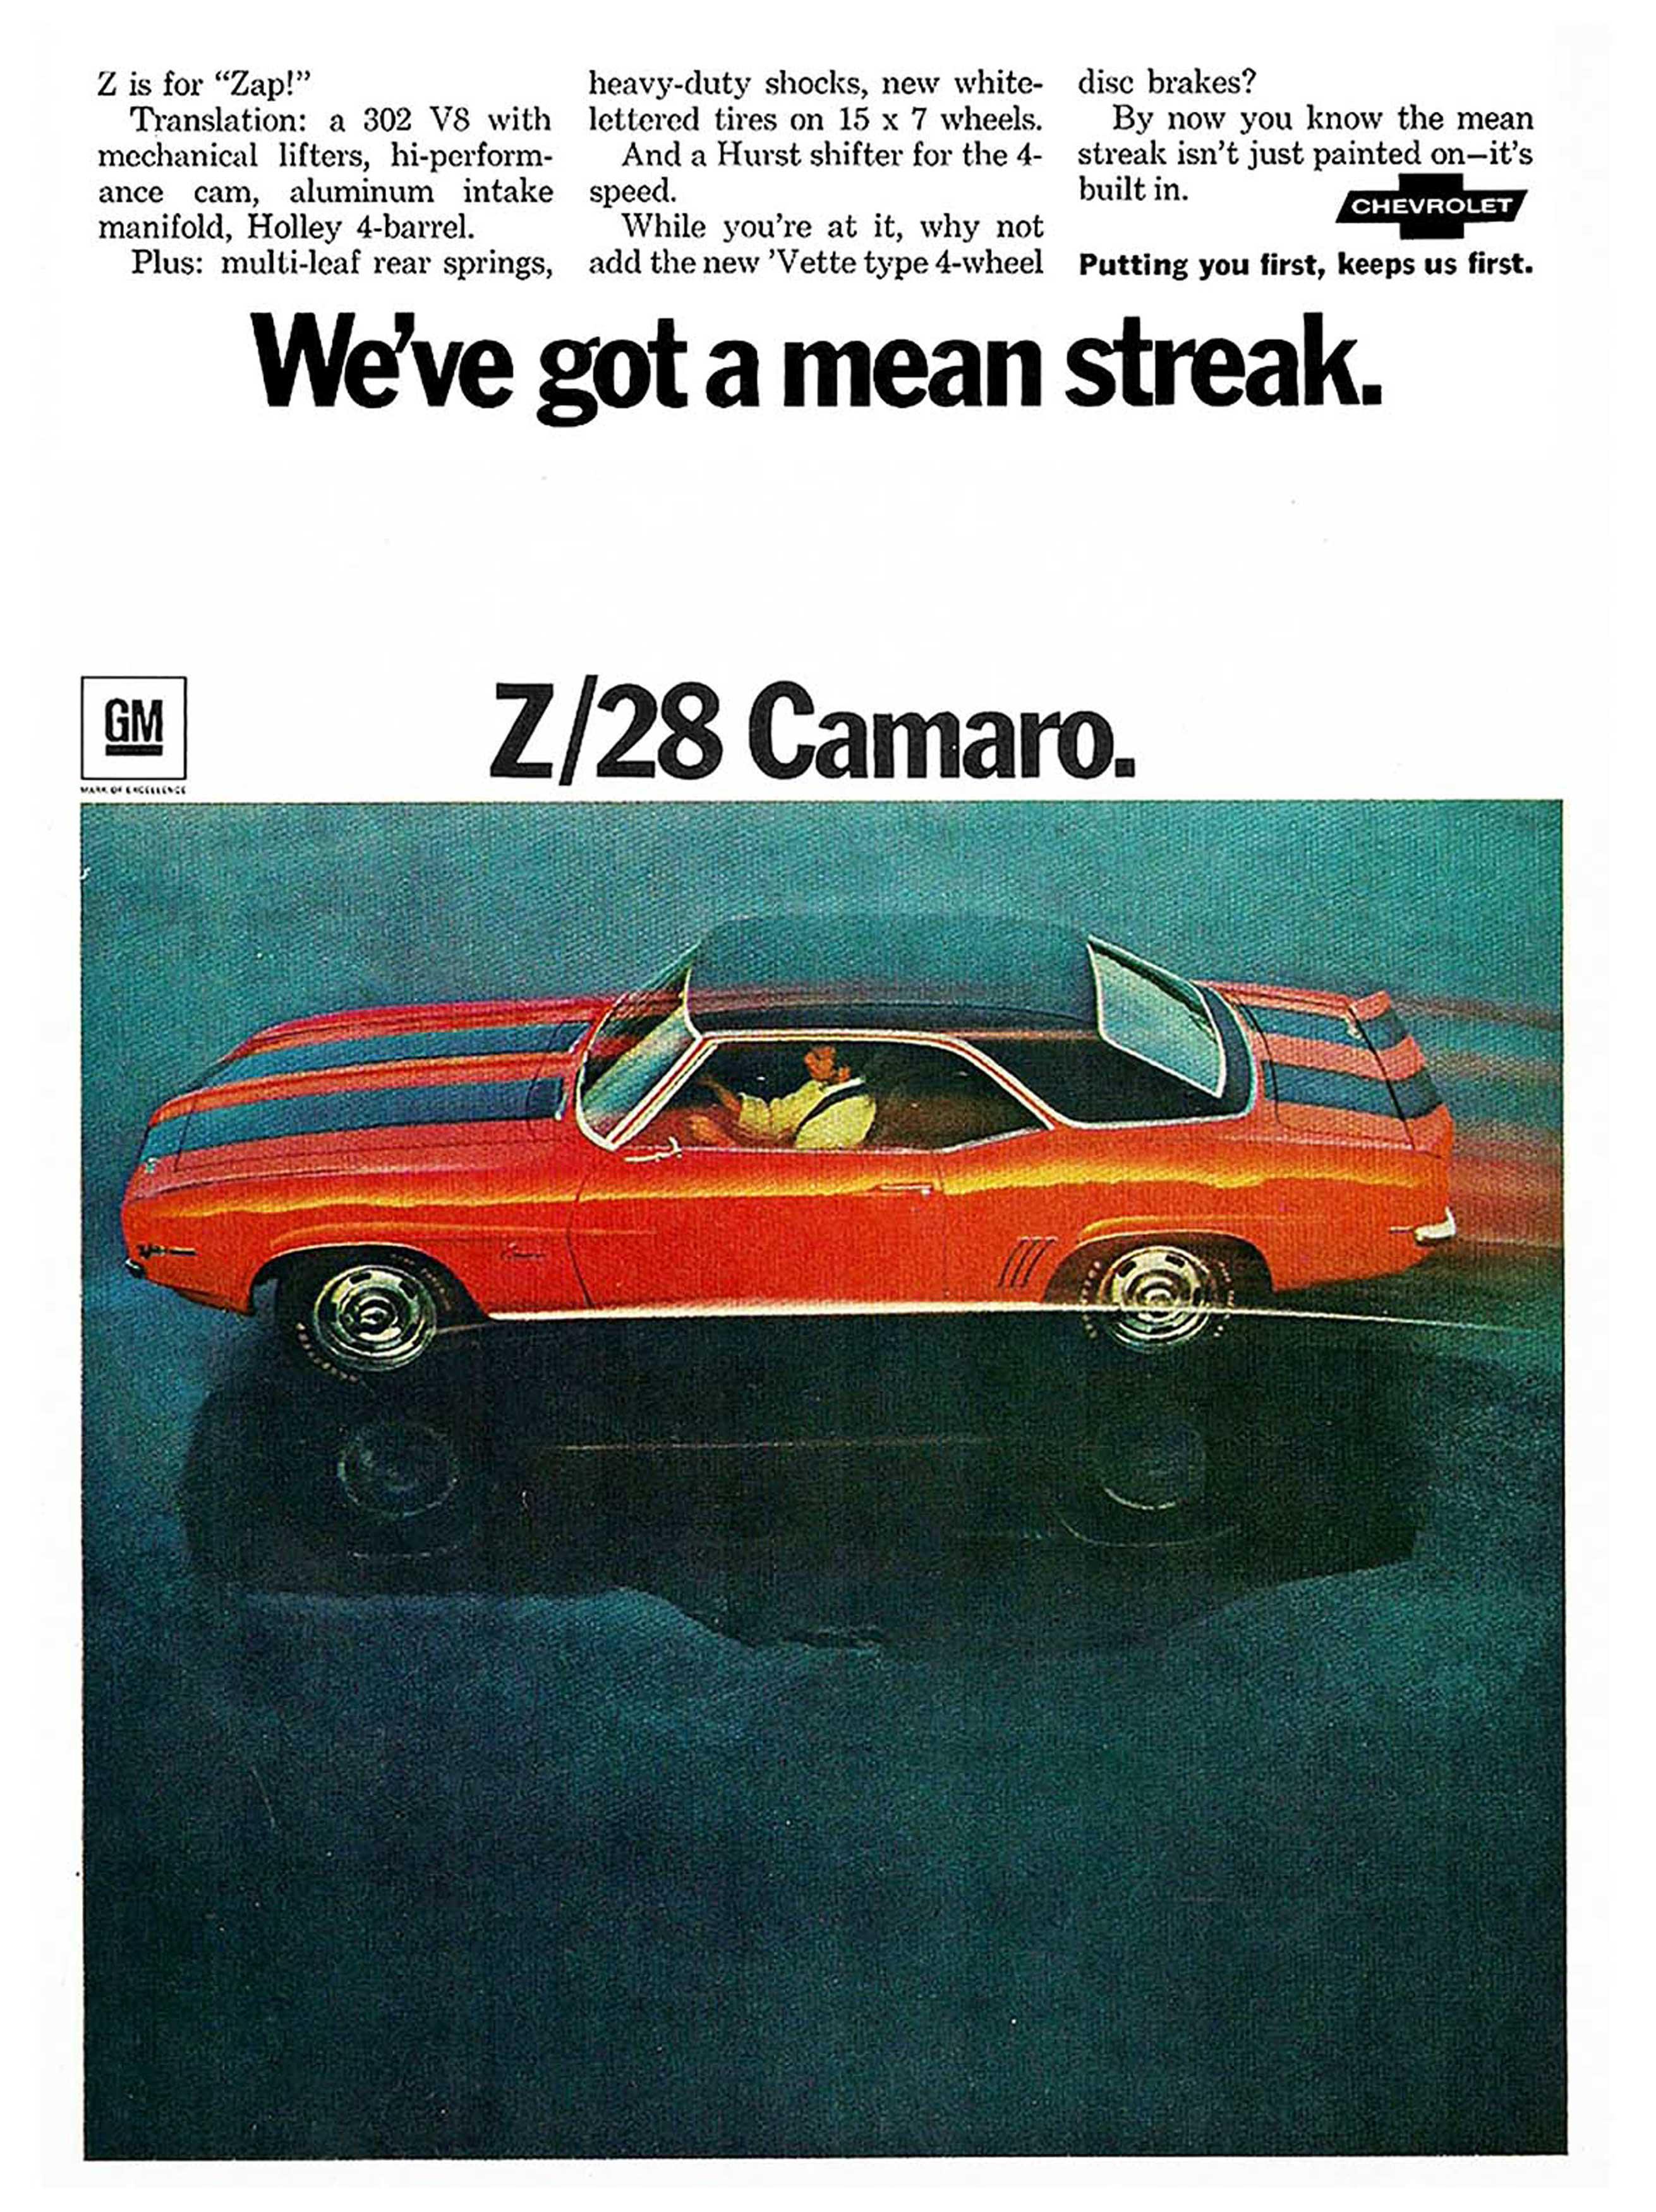 Z is for “Zap!”
Translation: a 302 V8 with
mechanical lifters, hi-perform-
ance cam, aluminum intake
manifold, Holley 4-barrel.
Plus: multi-leaf rear springs,
heavy-duty shocks, new white-
lettered tires on 15 x 7 wheels.
And a Hurst shifter for the 4-
speed.
While you're at it, why not
add the new ’Vette type 4-wheel
disc brakes?
By now you know the mean
streak isn't just painted on—it's
built in.
CHEVROLET
Putting you first, keeps us first.
We've got a mean streak.
GM
MARK OF EXCELLENCE
Z/28 Camaro.